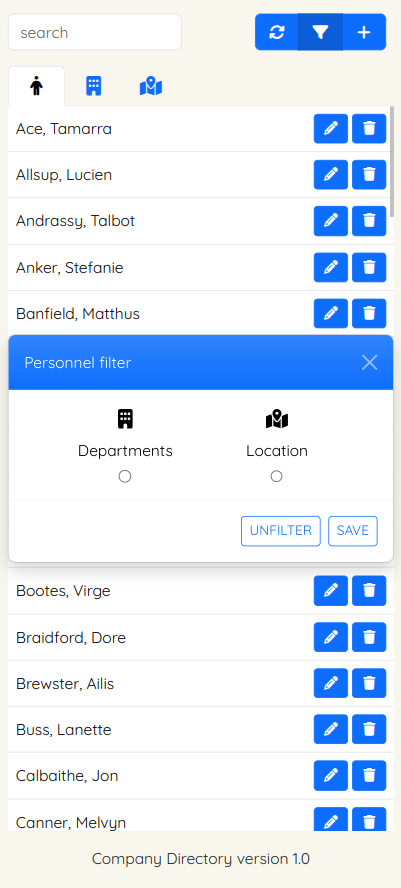 search
Ace, Tamarra
Allsup, Lucien
Andrassy, Talbot
Anker, Stefanie
Banfield, Matthus
Personnel filter
Departments Location
UNFILTER SAVE
Bootes, Virge
Braidford, Dore
Brewster, Ailis
Buss, Lanette
Calbaithe, Jon
Canner, Melvyn
Company Directory version 1.0